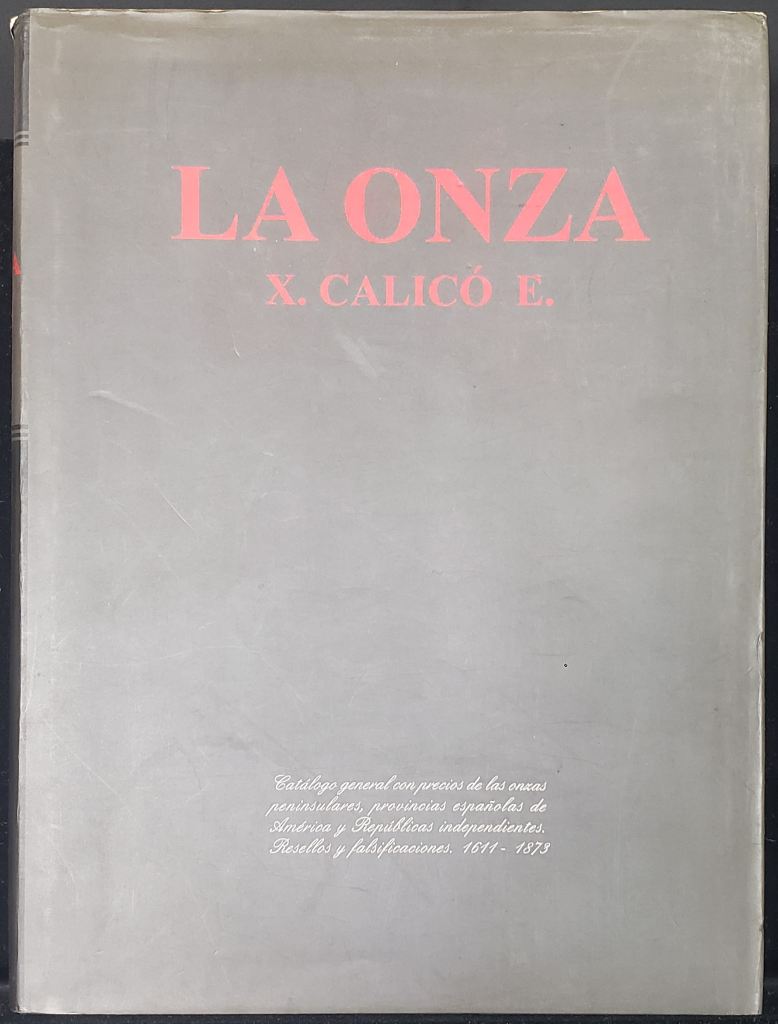 LA ONZA
X. CALICÓ E.
Catálogo general con precios de las onzas
peninsulares, provincias españolas de
América y Repúblicas independientes.
Resellos y falsificaciones. 1611 - 1873